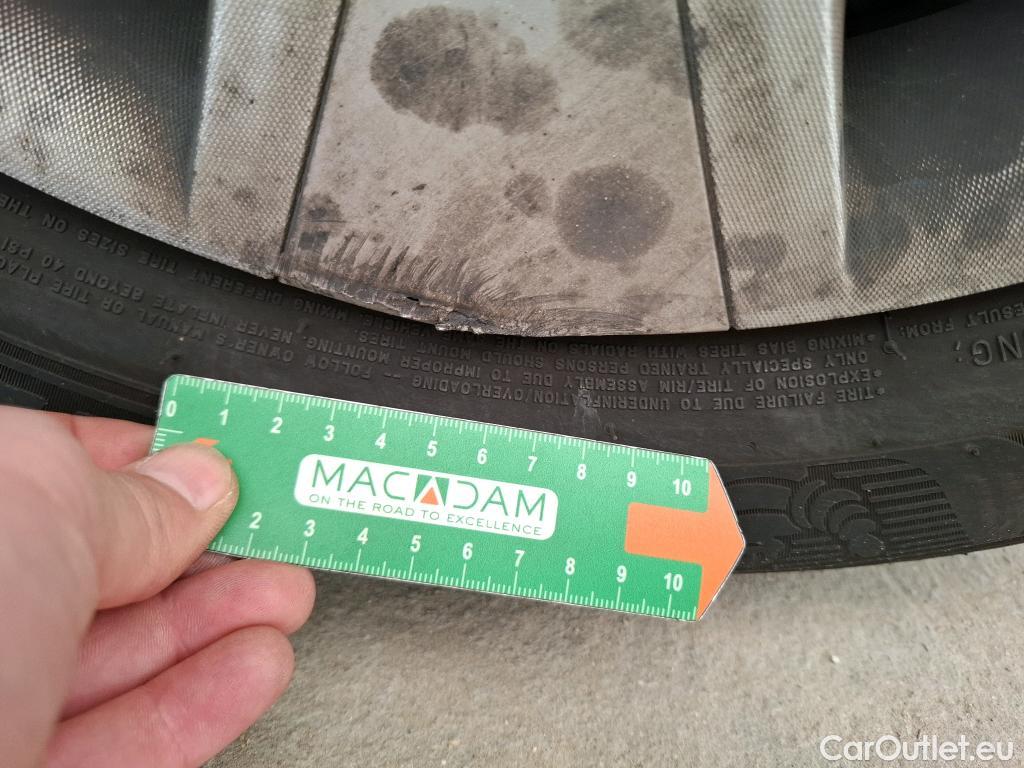 OR TIRE PLAC
MANUAL
MIXING DIFFERENT TIRE SIZES ON THE
FOLLOW OWNER'S
NEVER INFLATE BEYOND 40 PSI
TIRE FAILURE DUE TO UNDERINFLATION/OVERLOADING –
•EXPLOSION OF TIRE/RIM ASSEMBLY DUE TO IMPROPER MOUNTING.
ONLY SPECIALLY TRAINED PERSONS SHOULD MOUNT TIRES.
•MIXING BIAS TIRES WITH RADIALS ON THE
RESULT FROM:
NG:
0 1 2 3 4 5 6 7 8 9 10
MACADAM
ON THE ROAD TO EXCELLENCE
2 3 4 5 6 7 8 9 10
CarOutlet.eu